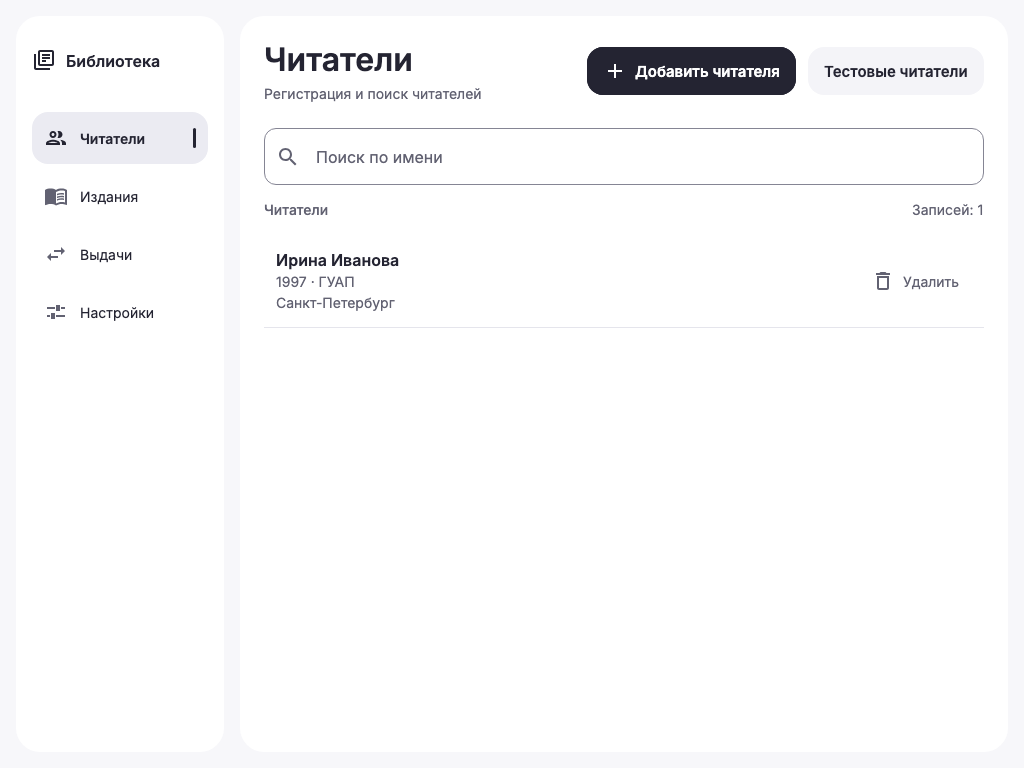 Библиотека
Читатели
Издания
Выдачи
Настройки
Читатели
Регистрация и поиск читателей
Добавить читателя
Тестовые читатели
Поиск по имени
Читатели
Записей: 1
Ирина Иванова
1997 · ГУАП
Санкт-Петербург
Удалить